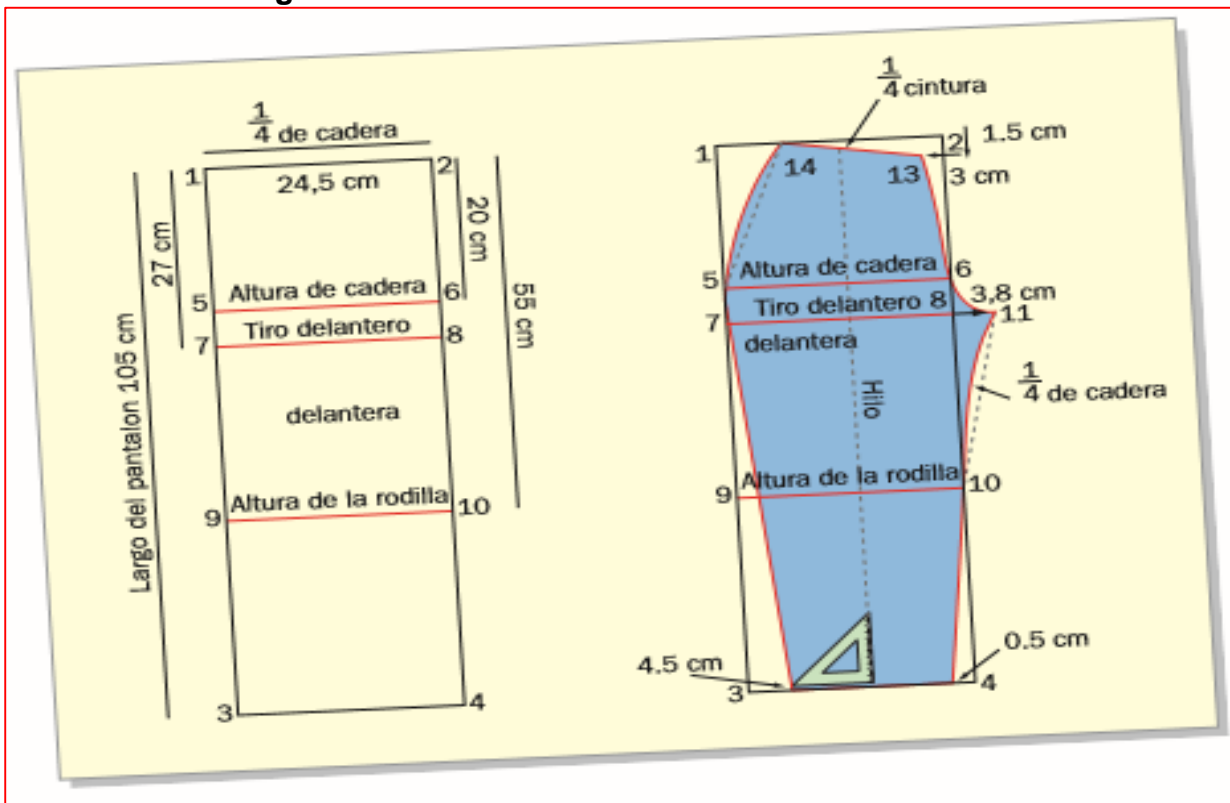 1/4 de cadera
1
2
24,5 cm
27 cm
20 cm
55 cm
Largo del pantalon 105 cm
5
Altura de cadera
6
7
Tiro delantero
8
delantera
9
Altura de la rodilla
10
3
4
1/4 cintura
1
2
1.5 cm
14
13
3 cm
5
Altura de cadera
6
7
Tiro delantero 8
3,8 cm
11
delantera
Hilo
1/4 de cadera
9
Altura de la rodilla
10
4.5 cm
0.5 cm
3
4